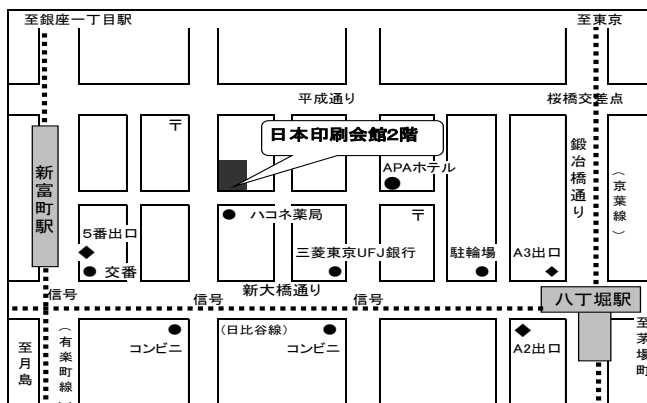 至銀座一丁目駅
至東京
平成通り
桜橋交差点
〒
日本印刷会館2階
新富町駅
APAホテル
鍛冶橋通り
(京葉線)
ハコネ薬局
〒
5番出口
交番
三菱東京UFJ銀行
駐輪場
A3出口
新大橋通り
信号
信号
信号
八丁堀駅
至月島
(有楽町線)
コンビニ
(日比谷線)
コンビニ
A2出口
至茅場町